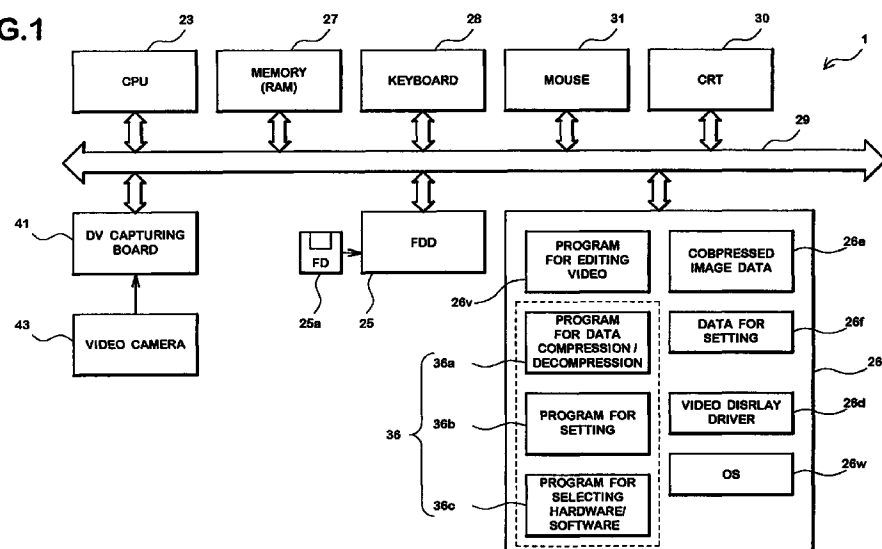 G.1
23
27
28
31
30
1
CPU
MEMORY
(RAM)
KEYBOARD
MOUSE
CRT
29
41
DV CAPTURING
BOARD
FD
25a
FDD
25
43
VIDEO CAMERA
PROGRAM
FOR EDITING
VIDEO
26v
COBPRESSED
IMAGE DATA
26e
PROGRAM
FOR DATA
COMPRESSION /
DECOMPRESSION
36a
DATA FOR
SETTING
26f
26
36
36b
PROGRAM FOR
SETTING
VIDEO DISRLAY
DRIVER
26d
36c
PROGRAM FOR
SELECTING
HARDWARE/
SOFTWARE
OS
26w